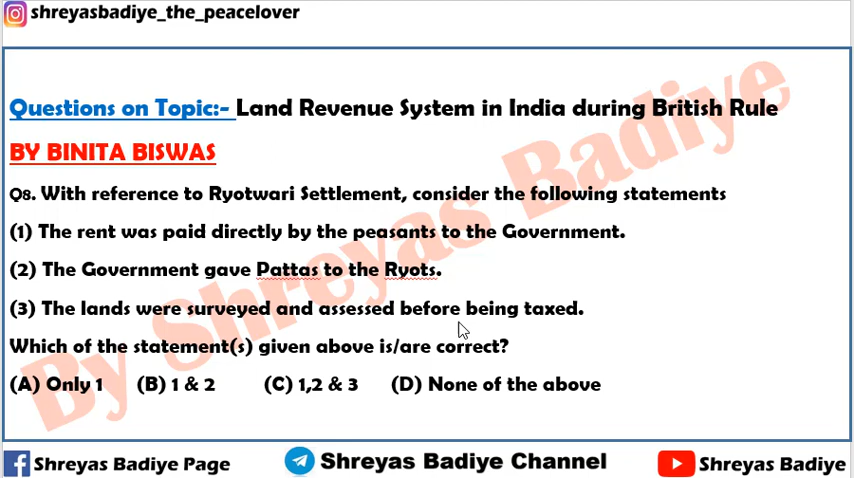 shreyasbadiye_the_peacelover
Questions on Topic:- Land Revenue System in India during British Rule
BY BINITA BISWAS
Q8. With reference to Ryotwari Settlement, consider the following statements
(1) The rent was paid directly by the peasants to the Government.
(2) The Government gave Pattas to the Ryots.
(3) The lands were surveyed and assessed before being taxed.
Which of the statement(s) given above is/are correct?
(A) Only 1 (B) 1 & 2 (C) 1,2 & 3 (D) None of the above
By Shreyas Badiye
Shreyas Badiye Page Shreyas Badiye Channel Shreyas Badiye